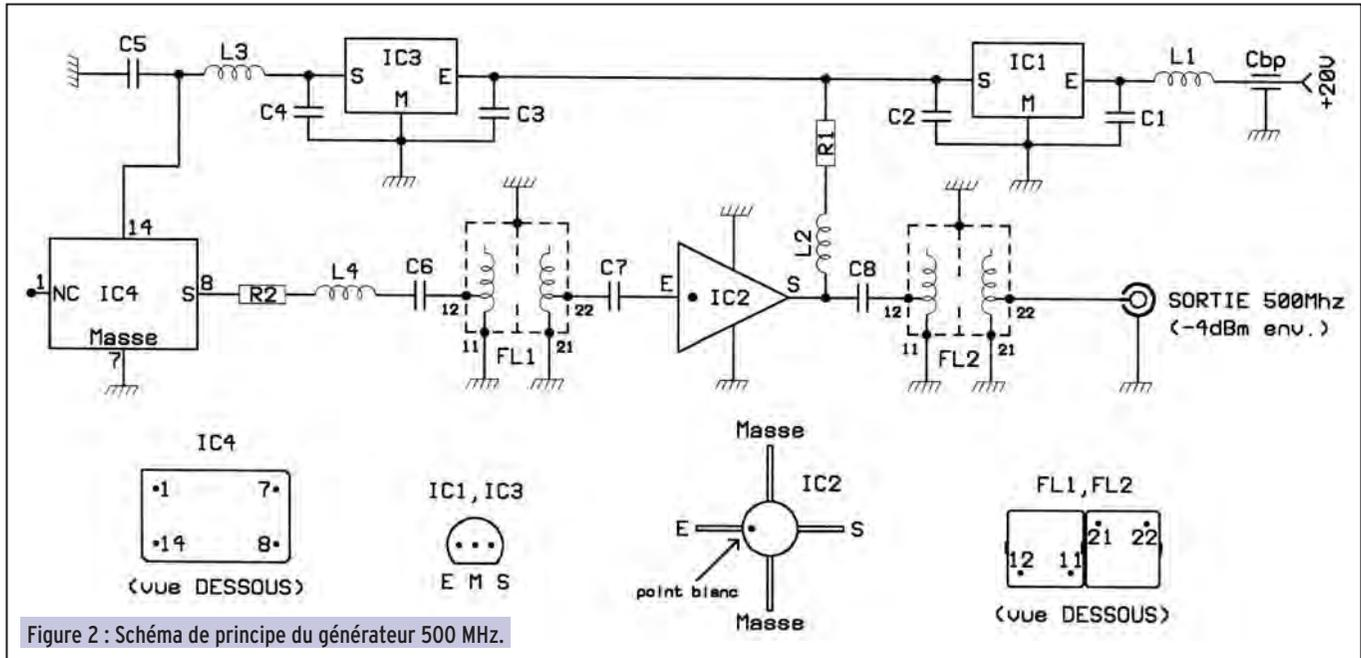 C5
L3
IC3
S
E
M
C4
C3
IC1
S
E
M
C2
C1
L1
Cbp
+20V
R1
L2
14
1
NC
IC4
S
8
Masse
7
R2
L4
C6
12
11
22
21
FL1
C7
E
IC2
S
C8
12
11
22
21
FL2
SORTIE 500Mhz
(-4dBm env.)
IC4
1
7
14
8
(vue DESSOUS)
IC1,IC3
E M S
Masse
IC2
E
S
point blanc
Masse
FL1,FL2
21 22
12 11
(vue DESSOUS)
Figure 2 : Schéma de principe du générateur 500 MHz.